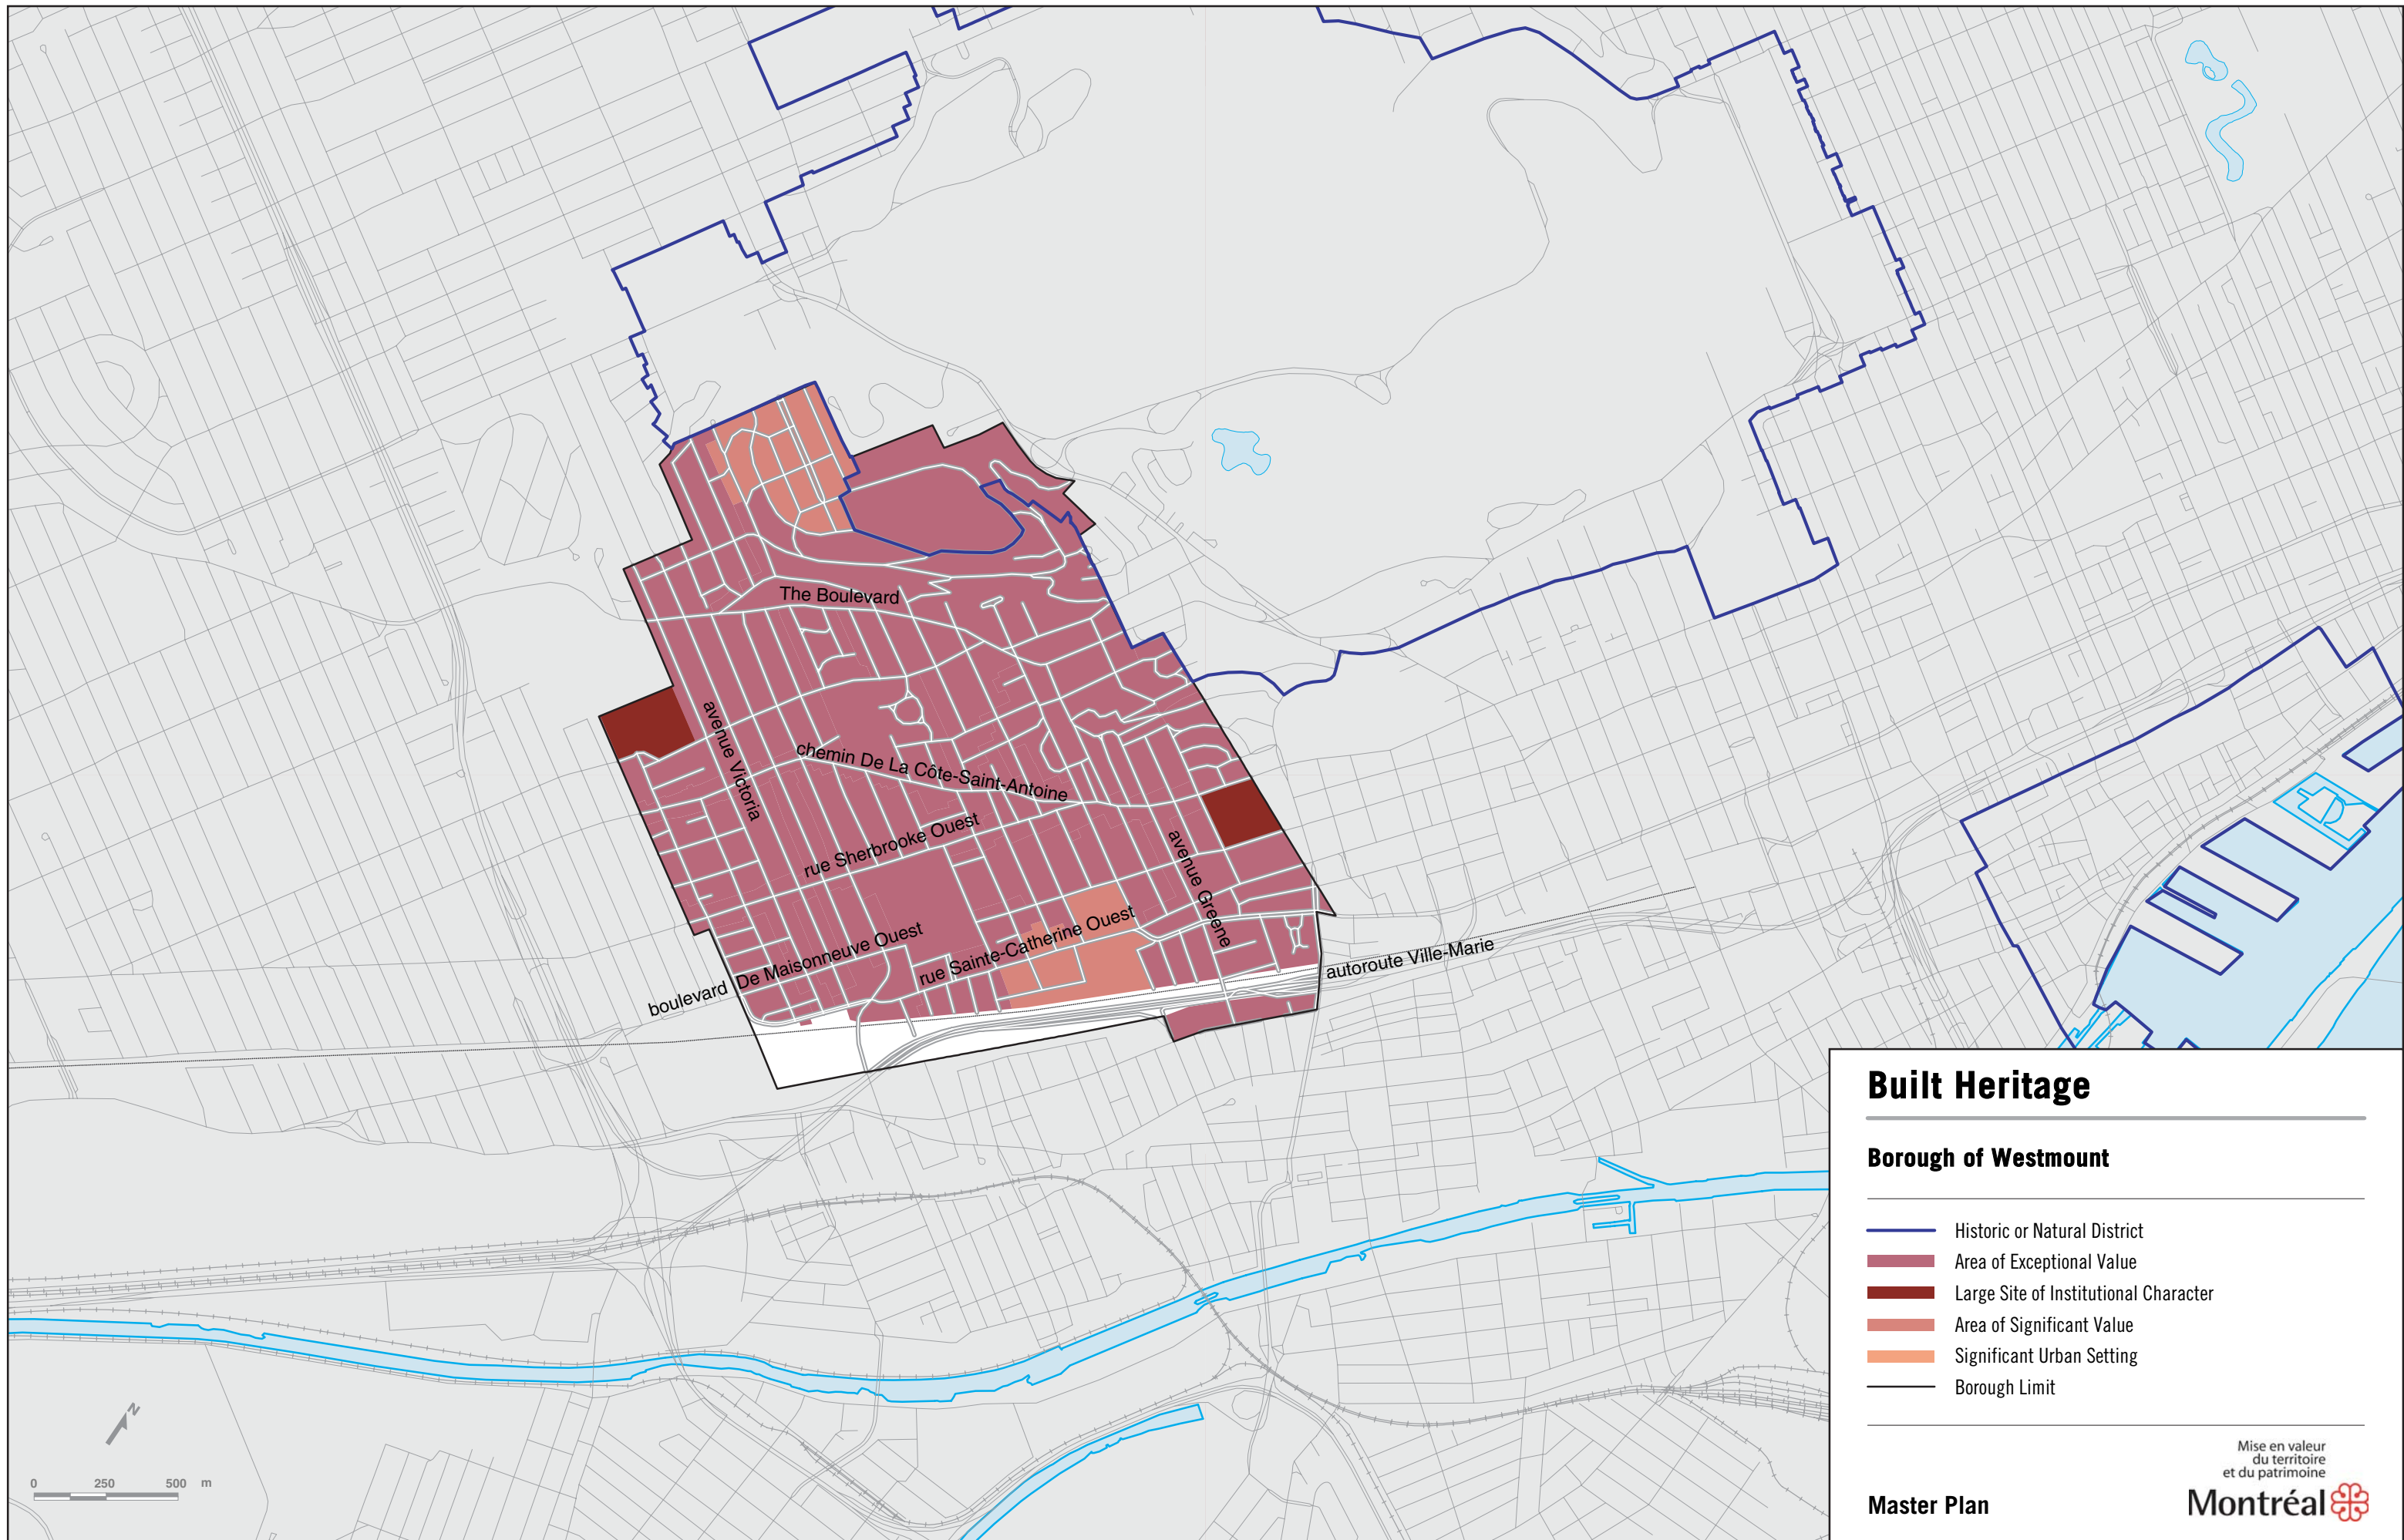 The Boulevard
avenue Victoria
chemin De La Côte-Saint-Antoine
rue Sherbrooke Ouest
avenue Greene
boulevard De Maisonneuve Ouest
rue Sainte-Catherine Ouest
autoroute Ville-Marie
N
0 250 500 m
Built Heritage
Borough of Westmount
Historic or Natural District
Area of Exceptional Value
Large Site of Institutional Character
Area of Significant Value
Significant Urban Setting
Borough Limit
Mise en valeur
du territoire
et du patrimoine
Master Plan
Montréal